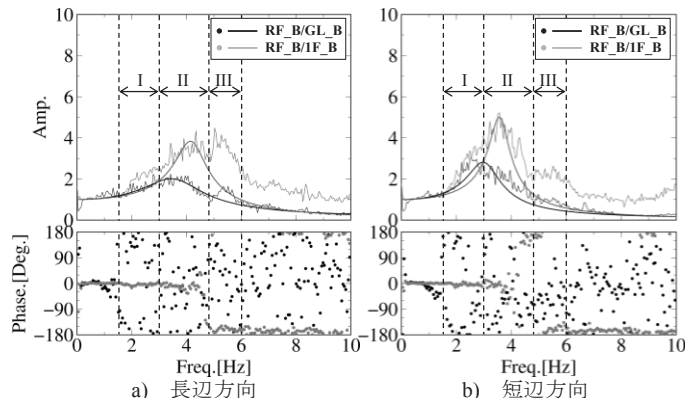 RF_B/GL_B
RF_B/1F_B
I
II
III
Amp.
10
8
6
4
2
0
Phase.[Deg.]
180
90
0
−90
−180
0 2 4 6 8 10
Freq.[Hz]
a) 長辺方向
RF_B/GL_B
RF_B/1F_B
I
II
III
10
8
6
4
2
0
180
90
0
−90
−180
0 2 4 6 8 10
Freq.[Hz]
b) 短辺方向